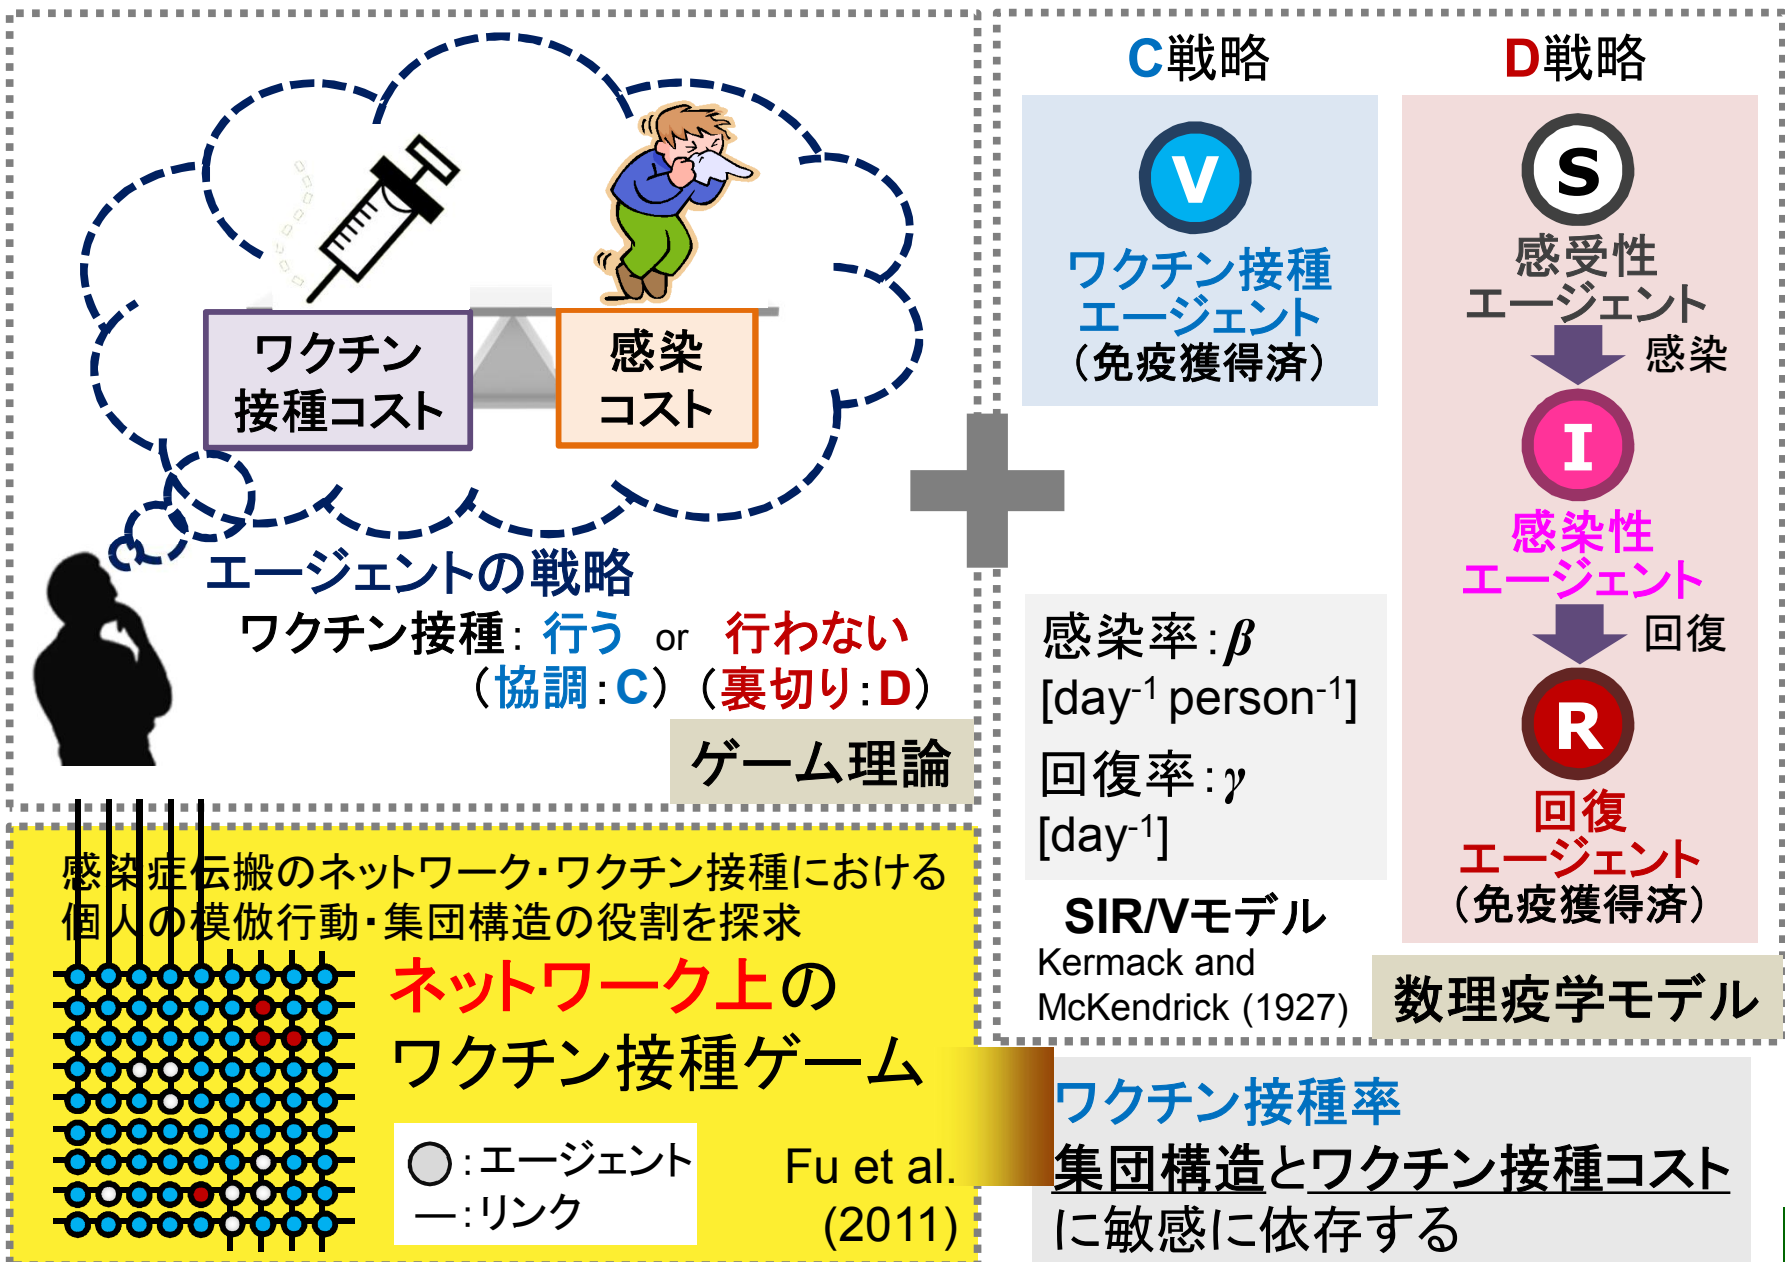 ワクチン
接種コスト
感染
コスト
エージェントの戦略
ワクチン接種：行う or 行わない
（協調：C）（裏切り：D）
ゲーム理論
C戦略
V
ワクチン接種
エージェント
（免疫獲得済）
D戦略
S
感受性
エージェント
感染
I
感染性
エージェント
回復
R
回復
エージェント
（免疫獲得済）
感染率：β
[day-1 person-1]
回復率：γ
[day-1]
SIR/Vモデル
Kermack and
McKendrick (1927)
数理疫学モデル
感染症伝搬のネットワーク・ワクチン接種における
個人の模倣行動・集団構造の役割を探求
ネットワーク上の
ワクチン接種ゲーム
：エージェント
：リンク
Fu et al.
(2011)
ワクチン接種率
集団構造とワクチン接種コスト
に敏感に依存する